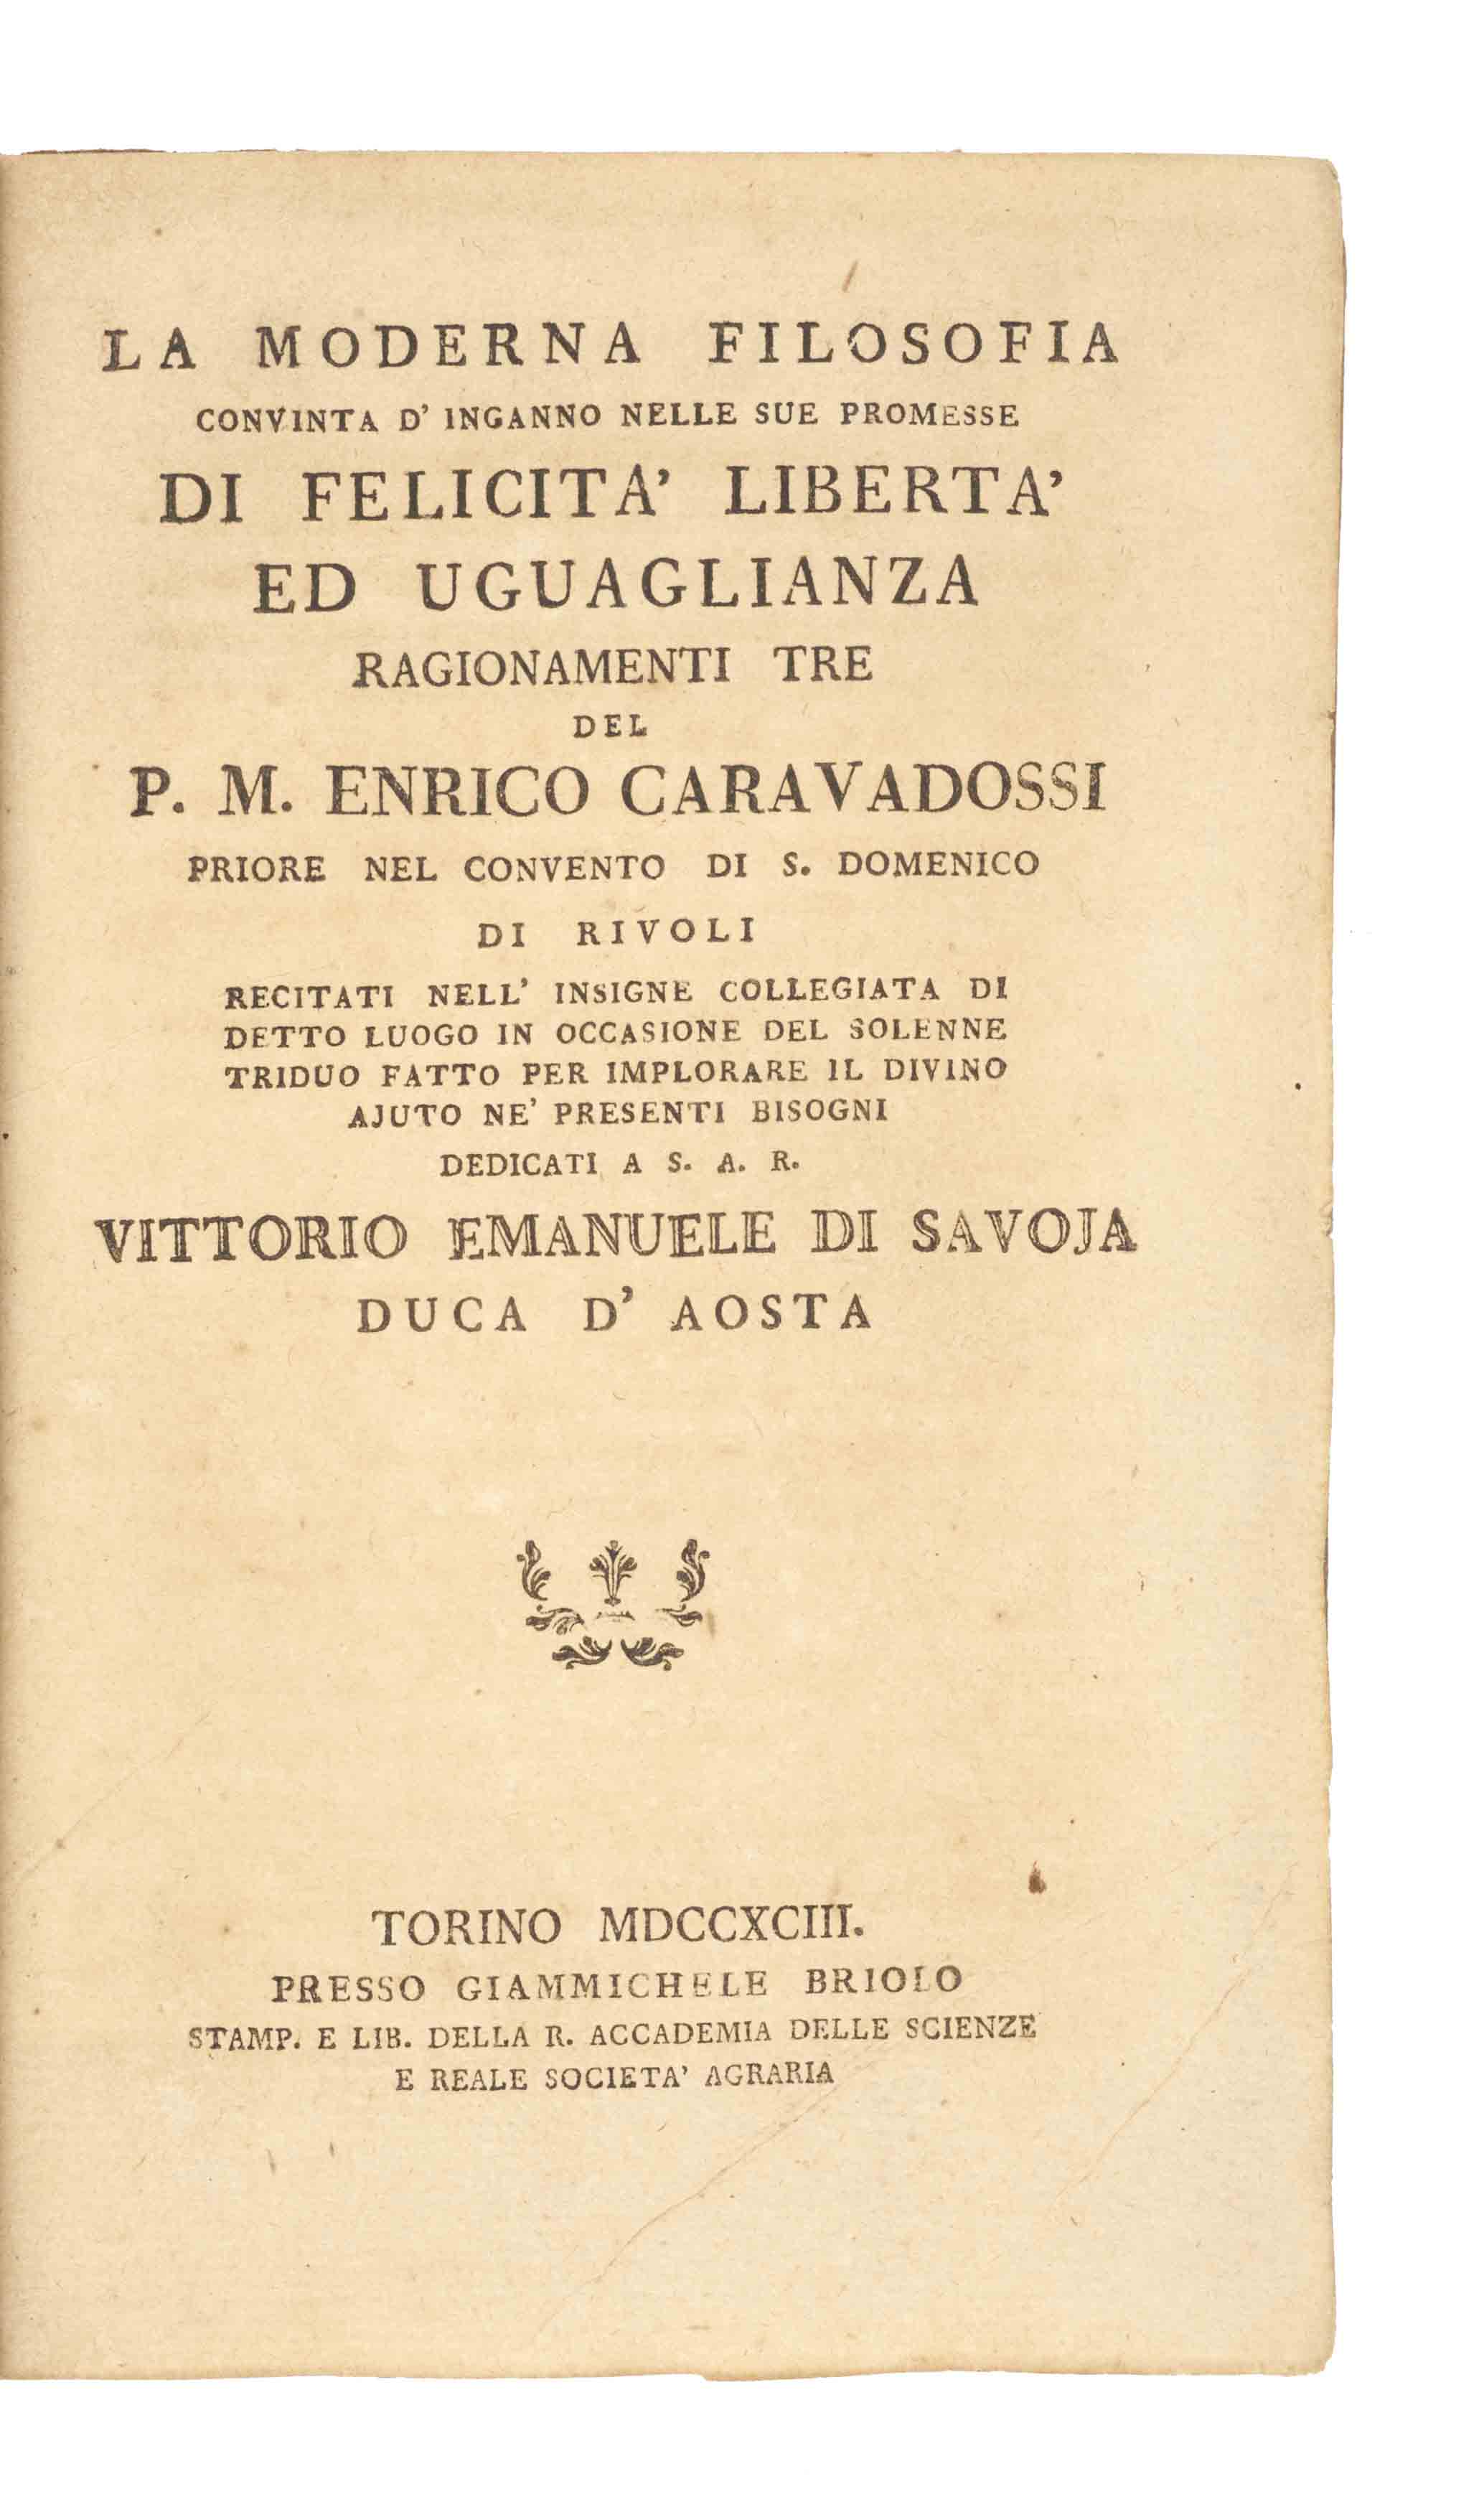 LA MODERNA FILOSOFIA
CONVINTA D' INGANNO NELLE SUE PROMESSE
DI FELICITA' LIBERTA'
ED UGUAGLIANZA
RAGIONAMENTI TRE
DEL
P. M. ENRICO CARAVADOSSI
PRIORE NEL CONVENTO DI S. DOMENICO
DI RIVOLI
RECITATI NELL' INSIGNE COLLEGIATA DI
DETTO LUOGO IN OCCASIONE DEL SOLENNE
TRIDUO FATTO PER IMPLORARE IL DIVINO
AJUTO NE' PRESENTI BISOGNI
DEDICATI A S. A. R.
VITTORIO EMANUELE DI SAVOJA
DUCA D' AOSTA
TORINO MDCCXCIII.
PRESSO GIAMMICHELE BRIOLO
STAMP. E LIB. DELLA R. ACCADEMIA DELLE SCIENZE
E REALE SOCIETA' AGRARIA